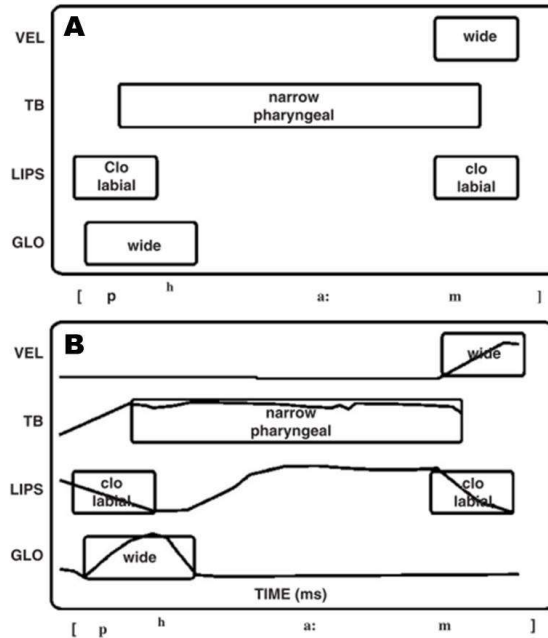 A
VEL
wide
TB
narrow
pharyngeal
LIPS
Clo
labial
clo
labial
GLO
wide
[ p h a: m ]
B
VEL
wide
TB
narrow
pharyngeal
LIPS
clo
labial
clo
labial
GLO
wide
TIME (ms)
[ p h a: m ]